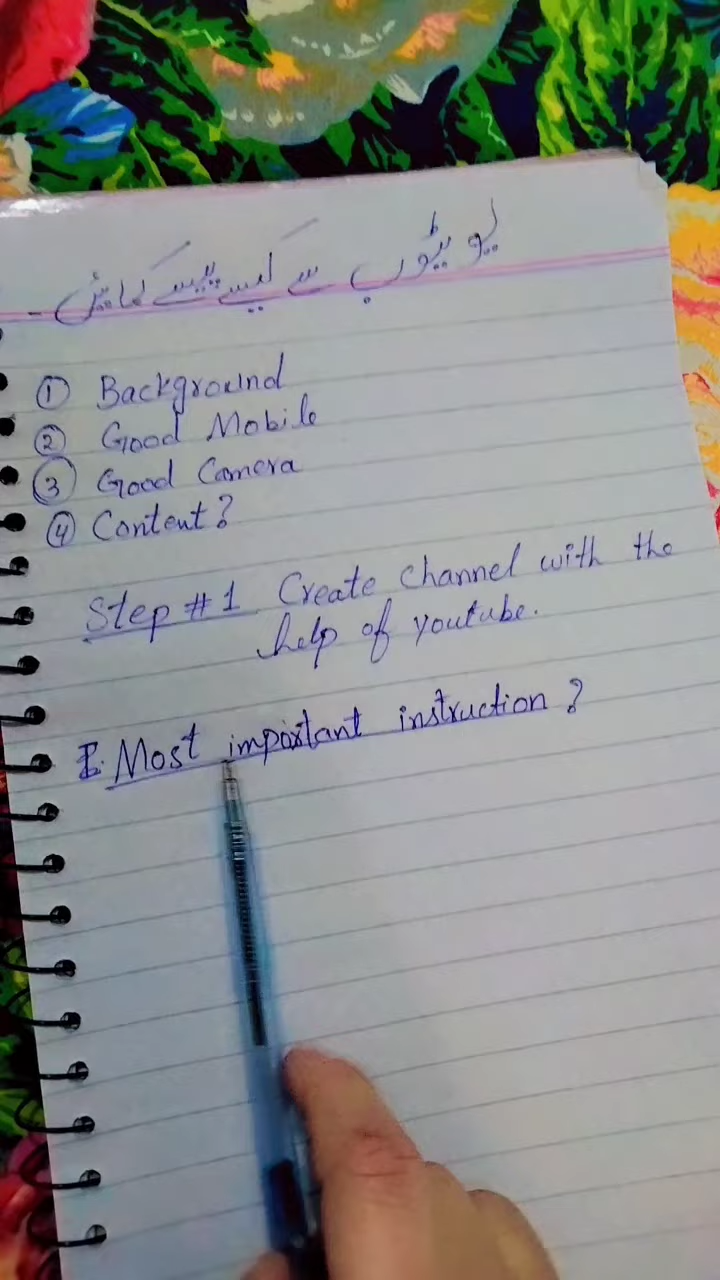 یوٹیوب سے کیسے پیسے کمائیں۔
① Background
② Good Mobile
③ Good Camera
④ Content?
Step # 1 Create channel with the
help of youtube.
I. Most important instruction?